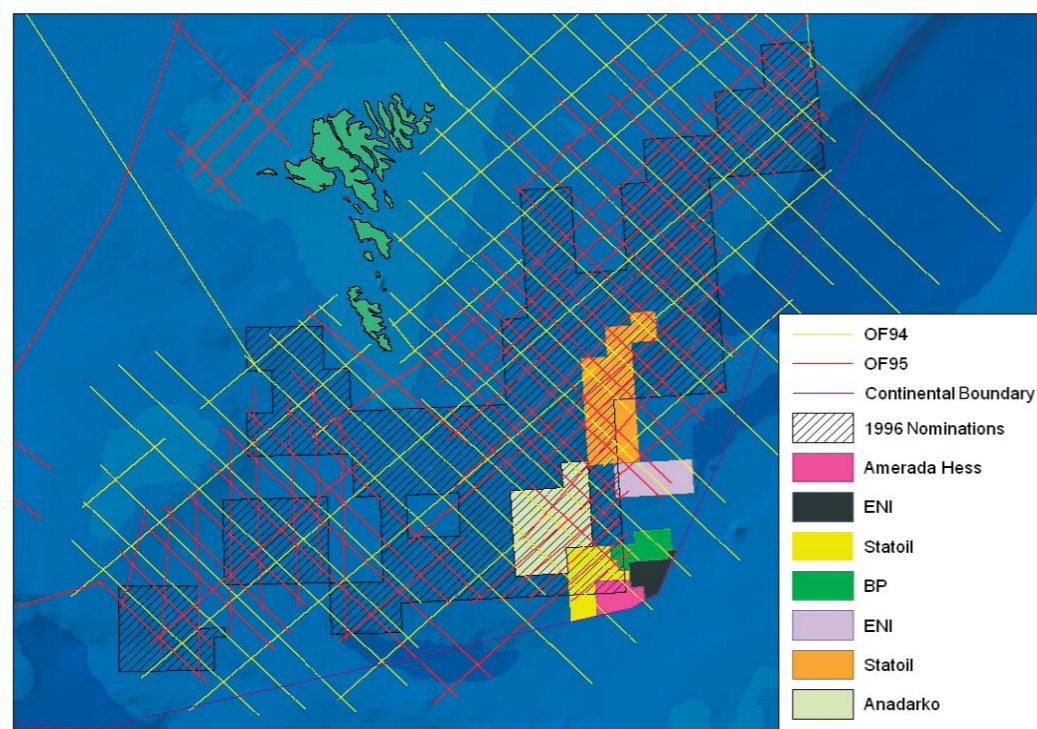 OF94
OF95
Continental Boundary
1996 Nominations
Amerada Hess
ENI
Statoil
BP
ENI
Statoil
Anadarko